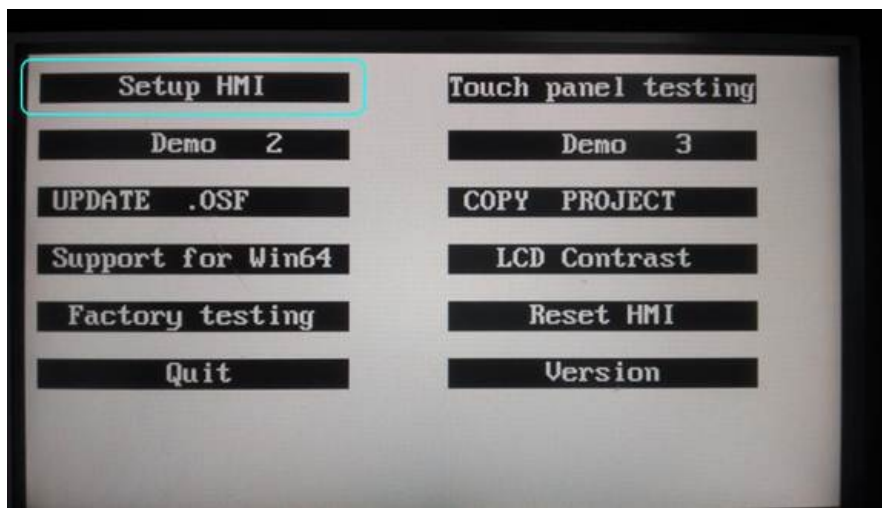 Setup HMI
Touch panel testing
Demo 2
Demo 3
UPDATE .OSF
COPY PROJECT
Support for Win64
LCD Contrast
Factory testing
Reset HMI
Quit
Version